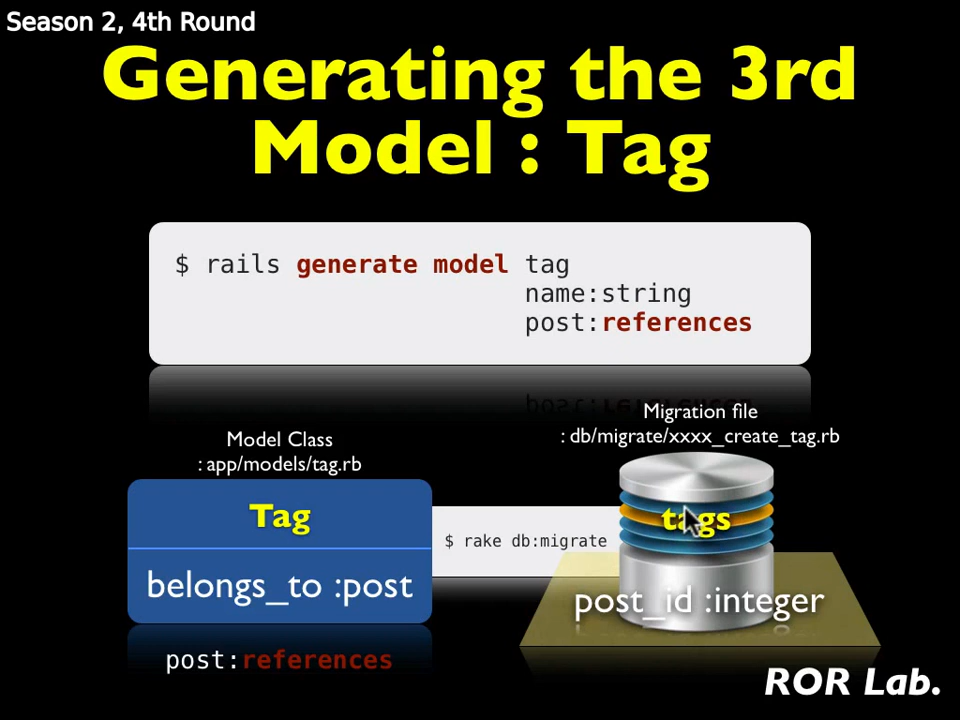 Season 2, 4th Round
Generating the 3rd
Model : Tag
$ rails generate model tag
name:string
post:references
Migration file
: db/migrate/xxxx_create_tag.rb
Model Class
: app/models/tag.rb
Tag
tags
$ rake db:migrate
belongs_to :post
post_id :integer
post:references
ROR Lab.